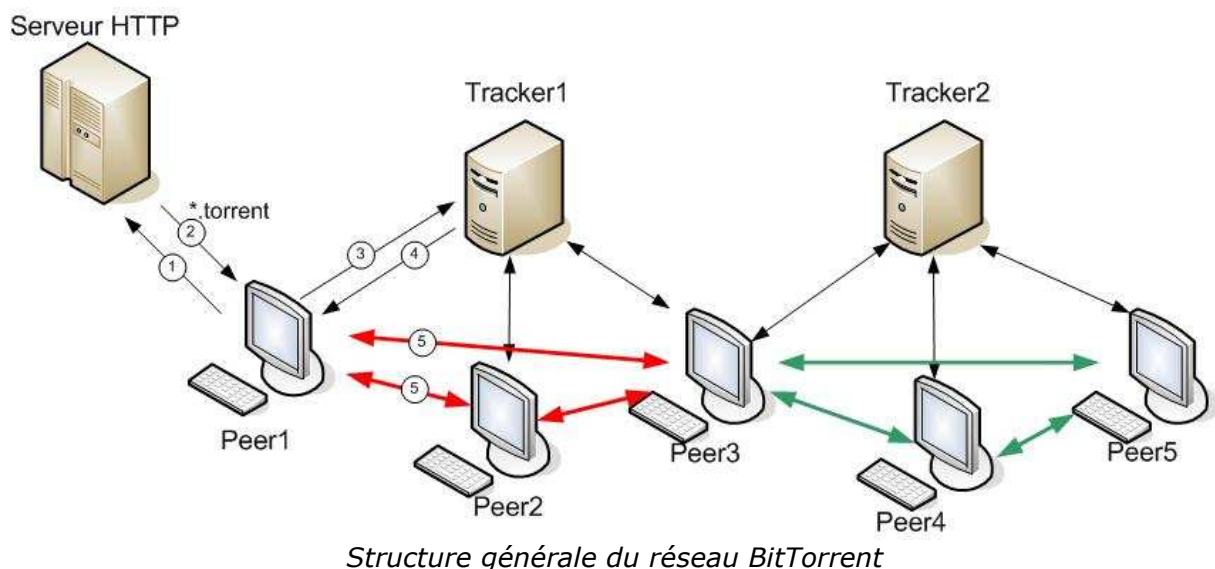 Serveur HTTP
Tracker1
Tracker2
*.torrent
2
3
1
4
5
5
Peer1
Peer2
Peer3
Peer4
Peer5
Structure générale du réseau BitTorrent